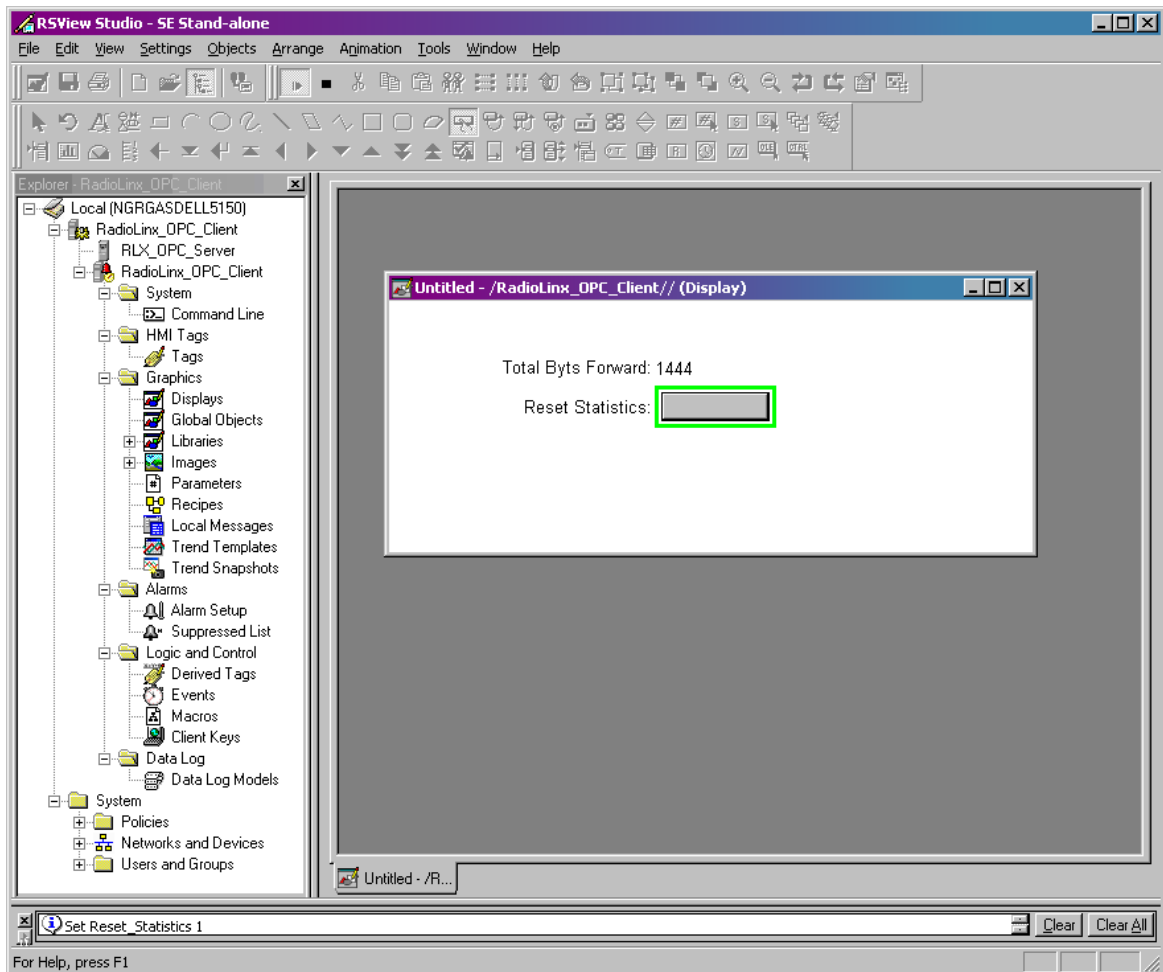 RSView Studio - SE Stand-alone
File Edit View Settings Objects Arrange Animation Tools Window Help
Explorer - RadioLinx_OPC_Client
Local (NGRGASDELL5150)
RadioLinx_OPC_Client
RLX_OPC_Server
RadioLinx_OPC_Client
System
Command Line
HMI Tags
Tags
Graphics
Displays
Global Objects
Libraries
Images
Parameters
Recipes
Local Messages
Trend Templates
Trend Snapshots
Alarms
Alarm Setup
Suppressed List
Logic and Control
Derived Tags
Events
Macros
Client Keys
Data Log
Data Log Models
System
Policies
Networks and Devices
Users and Groups
Untitled - /RadioLinx_OPC_Client// (Display)
Total Byts Forward: 1444
Reset Statistics:
Untitled - /R...
Set Reset_Statistics 1
Clear Clear All
For Help, press F1